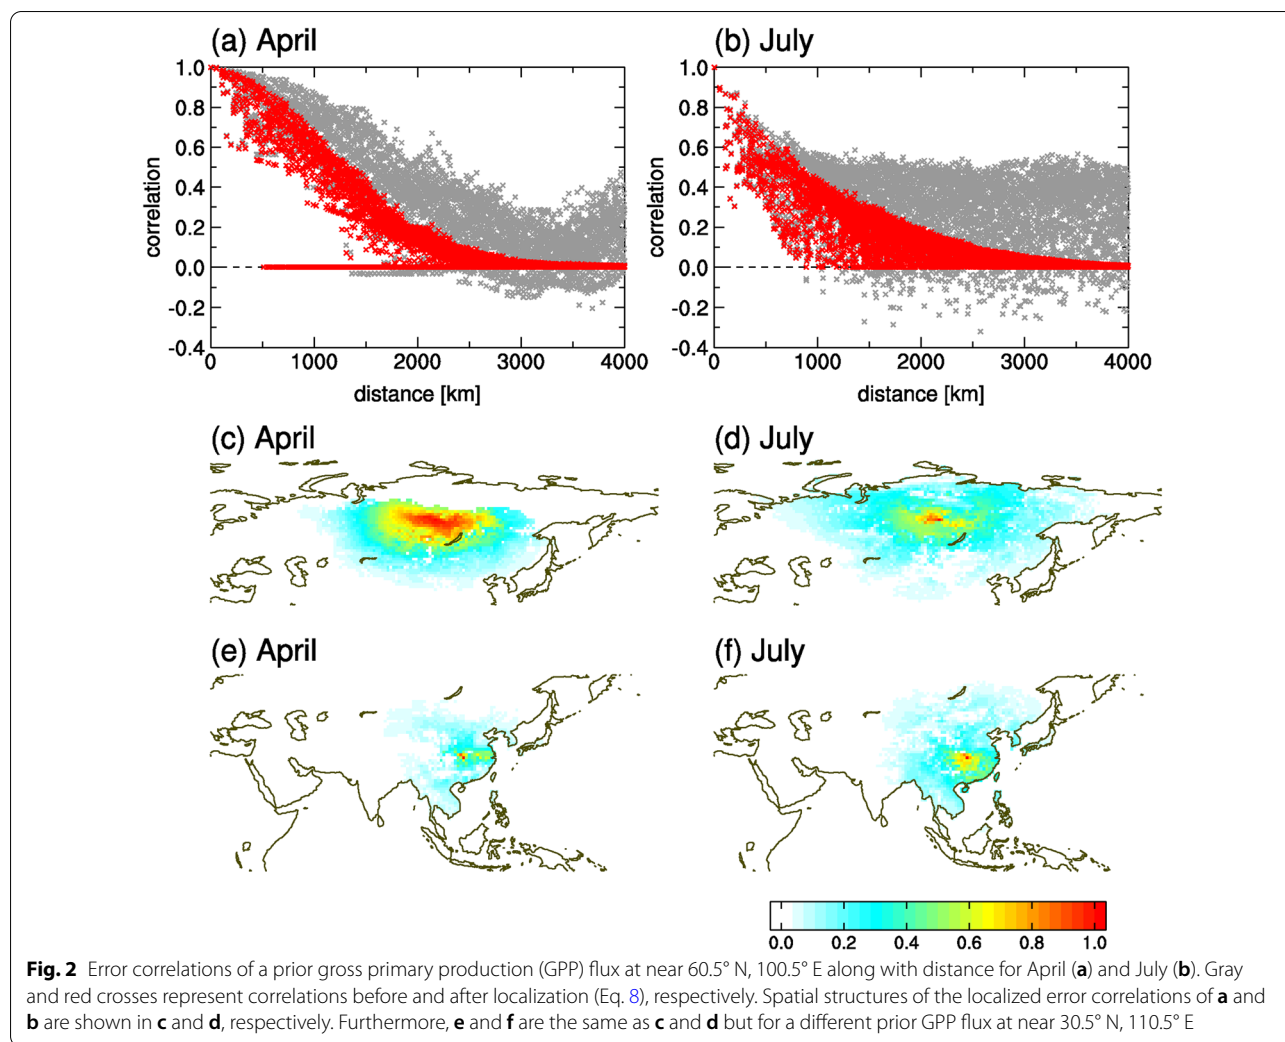 (a) April
(b) July
1.0
0.8
0.6
0.4
0.2
0.0
-0.2
-0.4
correlation
0
1000
2000
3000
4000
distance [km]
1.0
0.8
0.6
0.4
0.2
0.0
-0.2
-0.4
correlation
0
1000
2000
3000
4000
distance [km]
(c) April
(d) July
(e) April
(f) July
0.0
0.2
0.4
0.6
0.8
1.0
Fig. 2 Error correlations of a prior gross primary production (GPP) flux at near 60.5° N, 100.5° E along with distance for April (a) and July (b). Gray
and red crosses represent correlations before and after localization (Eq. 8), respectively. Spatial structures of the localized error correlations of a and
b are shown in c and d, respectively. Furthermore, e and f are the same as c and d but for a different prior GPP flux at near 30.5° N, 110.5° E